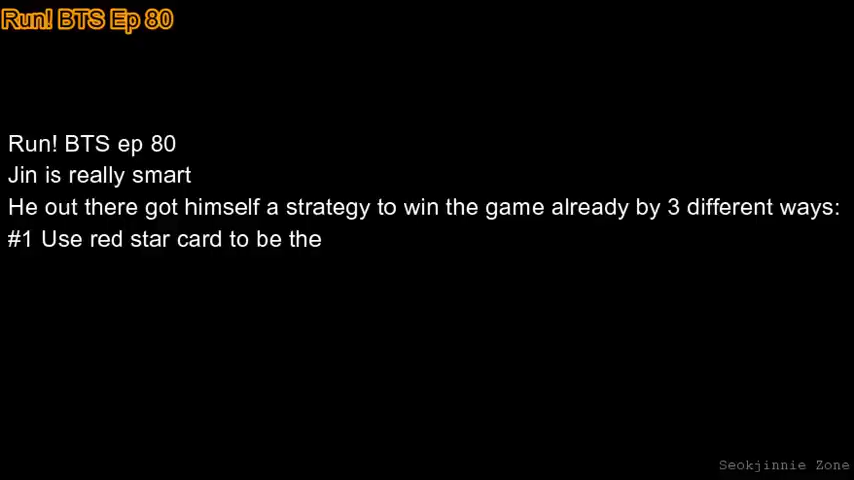 Run! BTS Ep 80
Run! BTS ep 80
Jin is really smart
He out there got himself a strategy to win the game already by 3 different ways:
#1 Use red star card to be the
Seokjinnie Zone